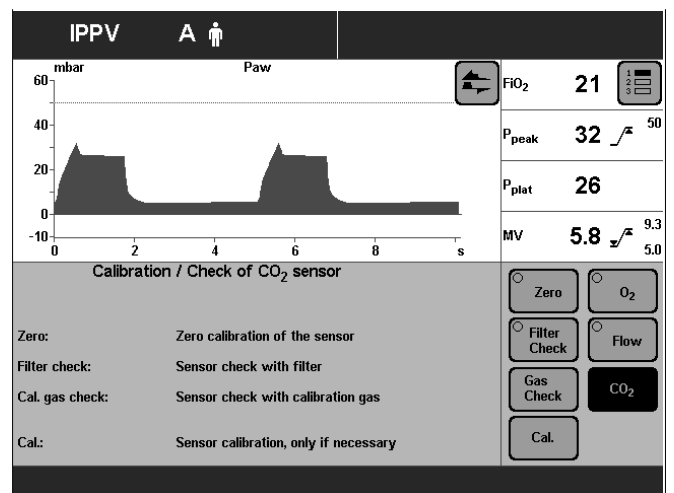 IPPV A
mbar Paw
60
40
20
0
-10
0 2 4 6 8 s
FiO2 21
1
2
3
Ppeak 32 50
Pplat 26
MV 5.8 9.3
5.0
Calibration / Check of CO2 sensor
Zero: Zero calibration of the sensor
Filter check: Sensor check with filter
Cal. gas check: Sensor check with calibration gas
Cal.: Sensor calibration, only if necessary
Zero O2
Filter
Check
Flow
Gas
Check
CO2
Cal.